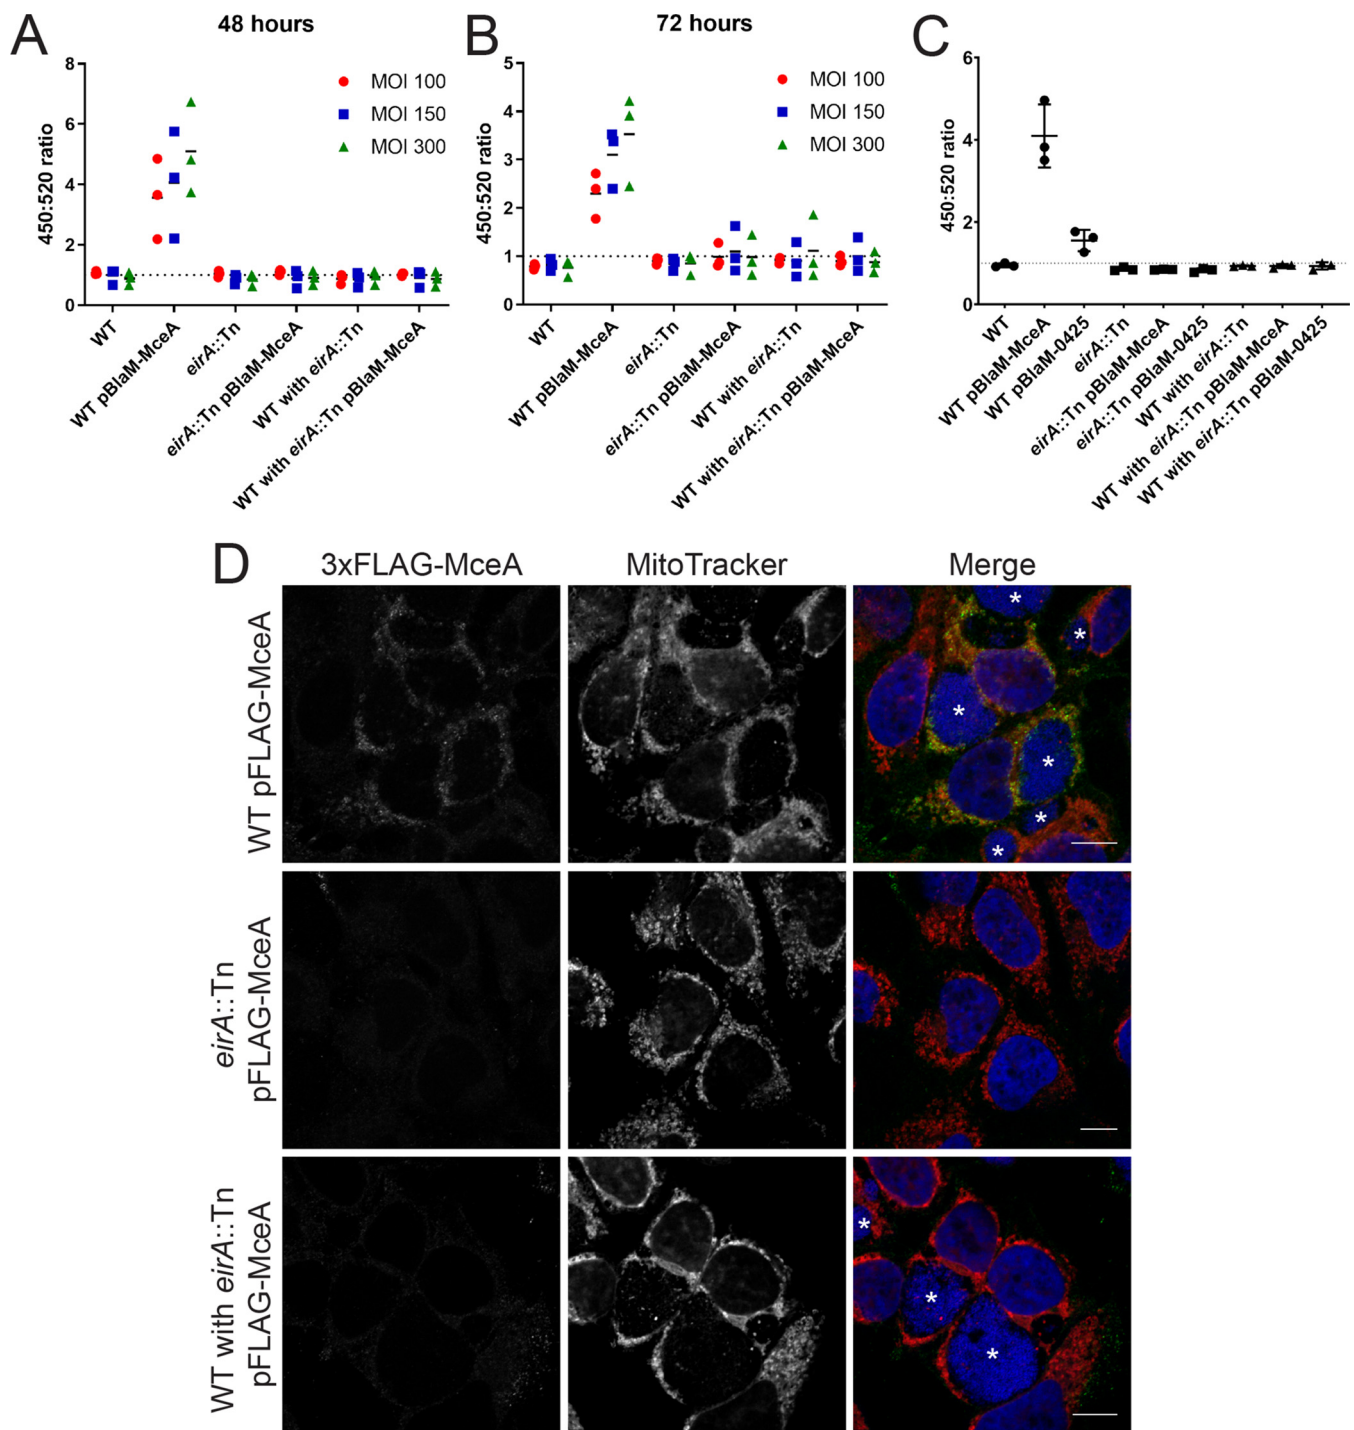 A
48 hours
450:520 ratio
8
6
4
2
0
MOI 100
MOI 150
MOI 300
WT
WT pBlaM-MceA
eirA::Tn
eirA::Tn pBlaM-MceA
WT with eirA::Tn
WT with eirA::Tn pBlaM-MceA
B
72 hours
450:520 ratio
5
4
3
2
1
0
MOI 100
MOI 150
MOI 300
WT
WT pBlaM-MceA
eirA::Tn
eirA::Tn pBlaM-MceA
WT with eirA::Tn
WT with eirA::Tn pBlaM-MceA
C
450:520 ratio
6
4
2
0
WT
WT pBlaM-MceA
WT pBlaM-0425
eirA::Tn
eirA::Tn pBlaM-MceA
eirA::Tn pBlaM-0425
WT with eirA::Tn
WT with eirA::Tn pBlaM-MceA
WT with eirA::Tn pBlaM-0425
D
3xFLAG-MceA
MitoTracker
Merge
WT pFLAG-MceA
* * * * * *
eirA::Tn
pFLAG-MceA
WT with eirA::Tn
pFLAG-MceA
* * *